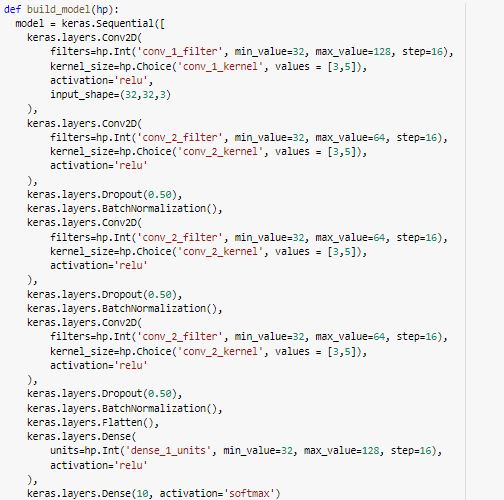 def build_model(hp):
  model = keras.Sequential([
    keras.layers.Conv2D(
        filters=hp.Int('conv_1_filter', min_value=32, max_value=128, step=16),
        kernel_size=hp.Choice('conv_1_kernel', values = [3,5]),
        activation='relu',
        input_shape=(32,32,3)
    ),
    keras.layers.Conv2D(
        filters=hp.Int('conv_2_filter', min_value=32, max_value=64, step=16),
        kernel_size=hp.Choice('conv_2_kernel', values = [3,5]),
        activation='relu'
    ),
    keras.layers.Dropout(0.50),
    keras.layers.BatchNormalization(),
    keras.layers.Conv2D(
        filters=hp.Int('conv_2_filter', min_value=32, max_value=64, step=16),
        kernel_size=hp.Choice('conv_2_kernel', values = [3,5]),
        activation='relu'
    ),
    keras.layers.Dropout(0.50),
    keras.layers.BatchNormalization(),
    keras.layers.Conv2D(
        filters=hp.Int('conv_2_filter', min_value=32, max_value=64, step=16),
        kernel_size=hp.Choice('conv_2_kernel', values = [3,5]),
        activation='relu'
    ),
    keras.layers.Dropout(0.50),
    keras.layers.BatchNormalization(),
    keras.layers.Flatten(),
    keras.layers.Dense(
        units=hp.Int('dense_1_units', min_value=32, max_value=128, step=16),
        activation='relu'
    ),
    keras.layers.Dense(10, activation='softmax')